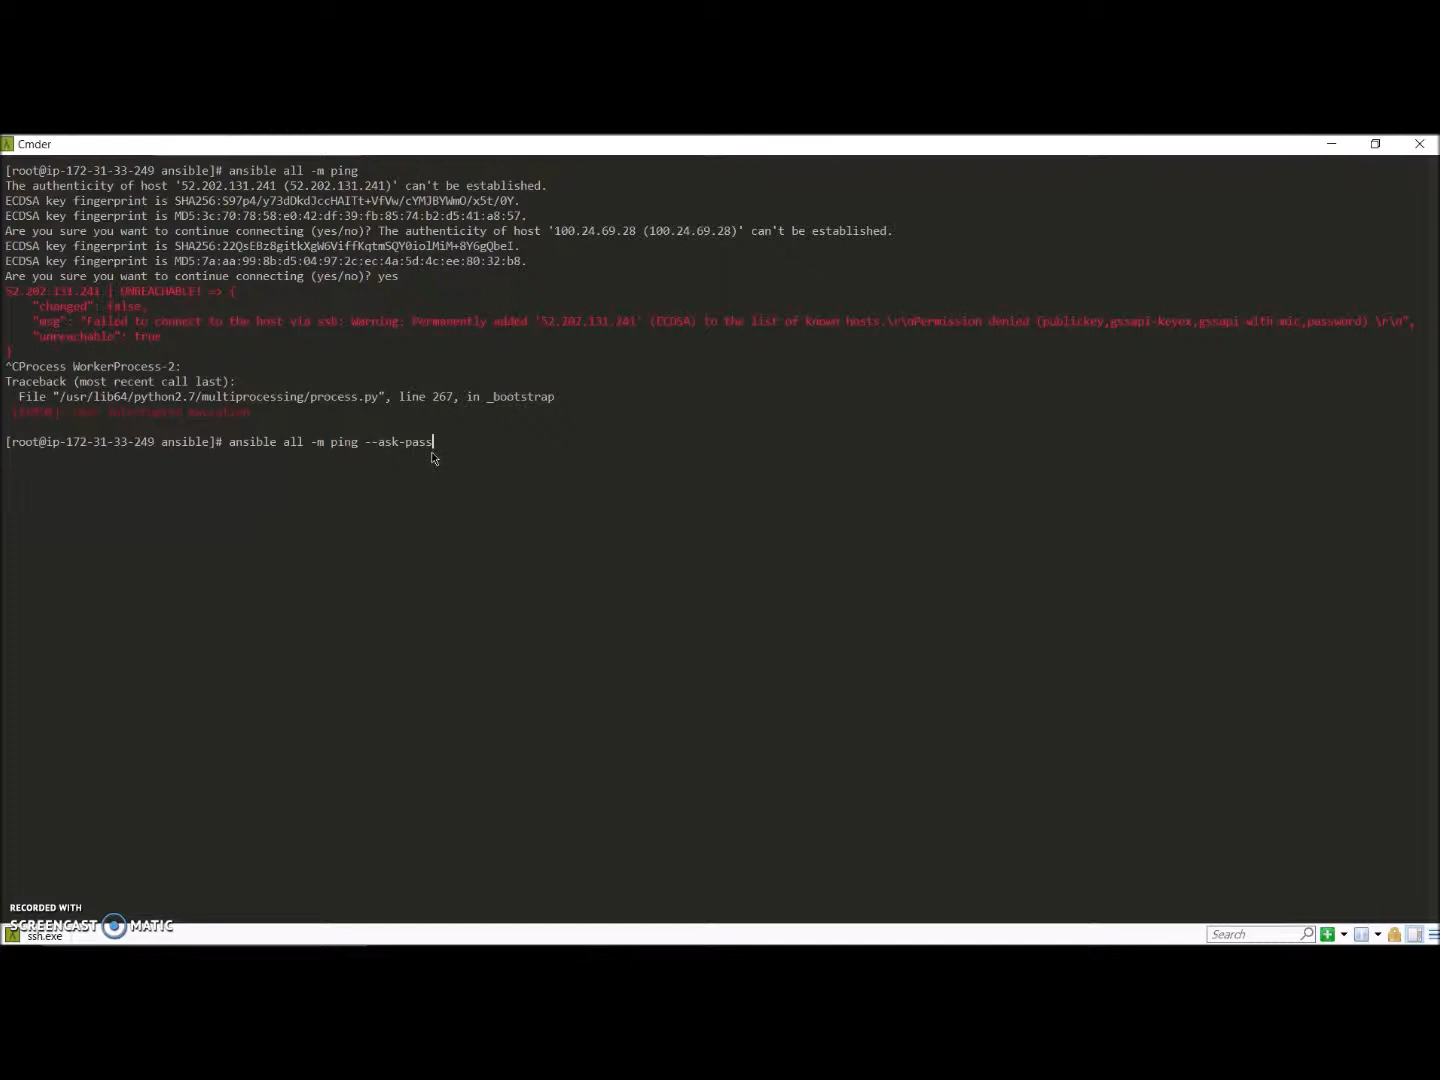 Cmder
[root@ip-172-31-33-249 ansible]# ansible all -m ping
The authenticity of host '52.202.131.241 (52.202.131.241)' can't be established.
ECDSA key fingerprint is SHA256:S97p4/y73dDkdJccHAITt+VfVw/cYMJBYWmO/x5t/0Y.
ECDSA key fingerprint is MD5:3c:70:78:58:e0:42:df:39:fb:85:74:b2:d5:41:a8:57.
Are you sure you want to continue connecting (yes/no)? The authenticity of host '100.24.69.28 (100.24.69.28)' can't be established.
ECDSA key fingerprint is SHA256:22QsEBz8gitkXgW6ViffKqtmSQY0iolMiM+8Y6gQbeI.
ECDSA key fingerprint is MD5:7a:aa:99:8b:d5:04:97:2c:ec:4a:5d:4c:ee:80:32:b8.
Are you sure you want to continue connecting (yes/no)? yes
52.202.131.241 | UNREACHABLE! => {
"changed": false,
"msg": "Failed to connect to the host via ssh: Warning: Permanently added '52.202.131.241' (ECDSA) to the list of known hosts.\r\nPermission denied (publickey,gssapi-keyex,gssapi-with-mic,password).\r\n",
"unreachable": true
}
^CProcess WorkerProcess-2:
Traceback (most recent call last):
File "/usr/lib64/python2.7/multiprocessing/process.py", line 267, in _bootstrap
[ERROR]: User interrupted execution
[root@ip-172-31-33-249 ansible]# ansible all -m ping --ask-pass
RECORDED WITH
SCREENCAST MATIC
ssh.exe
Search